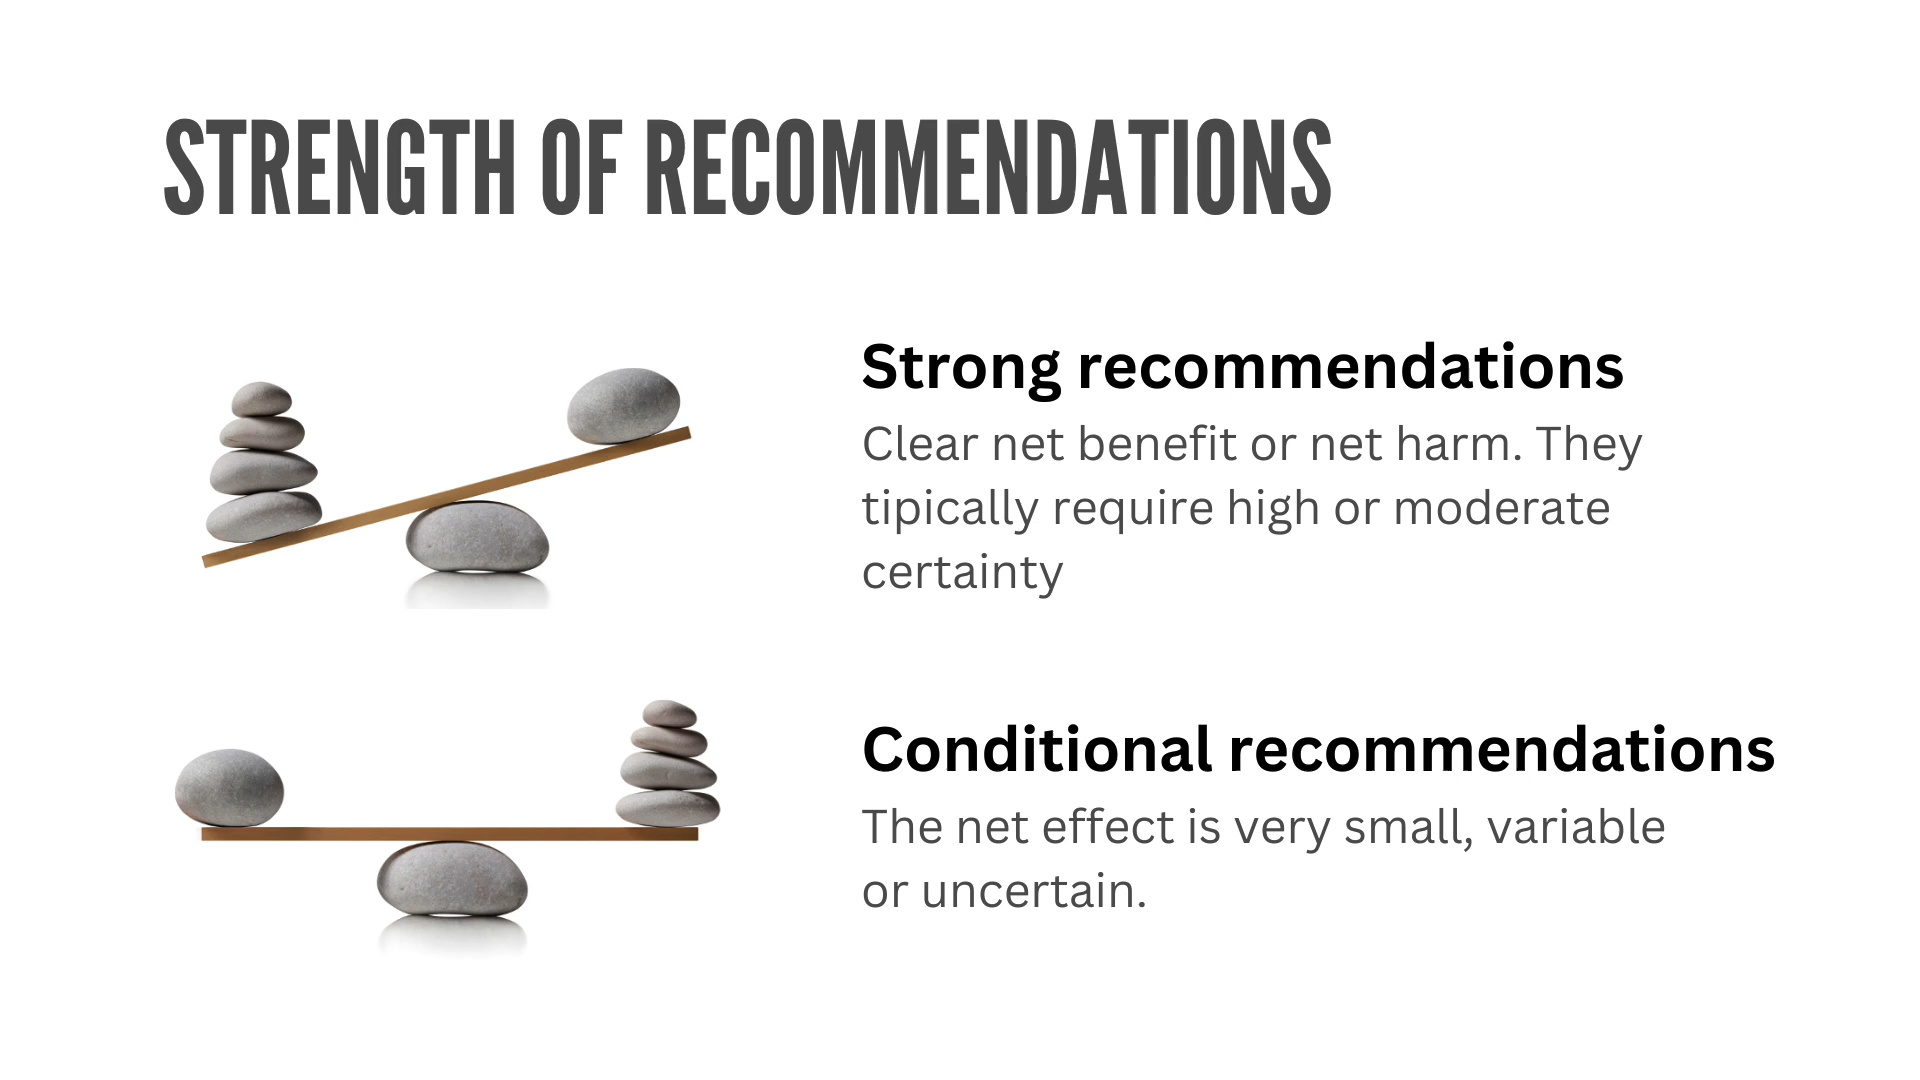 STRENGTH OF RECOMMENDATIONS
Strong recommendations
Clear net benefit or net harm. They
tipically require high or moderate
certainty
Conditional recommendations
The net effect is very small, variable
or uncertain.